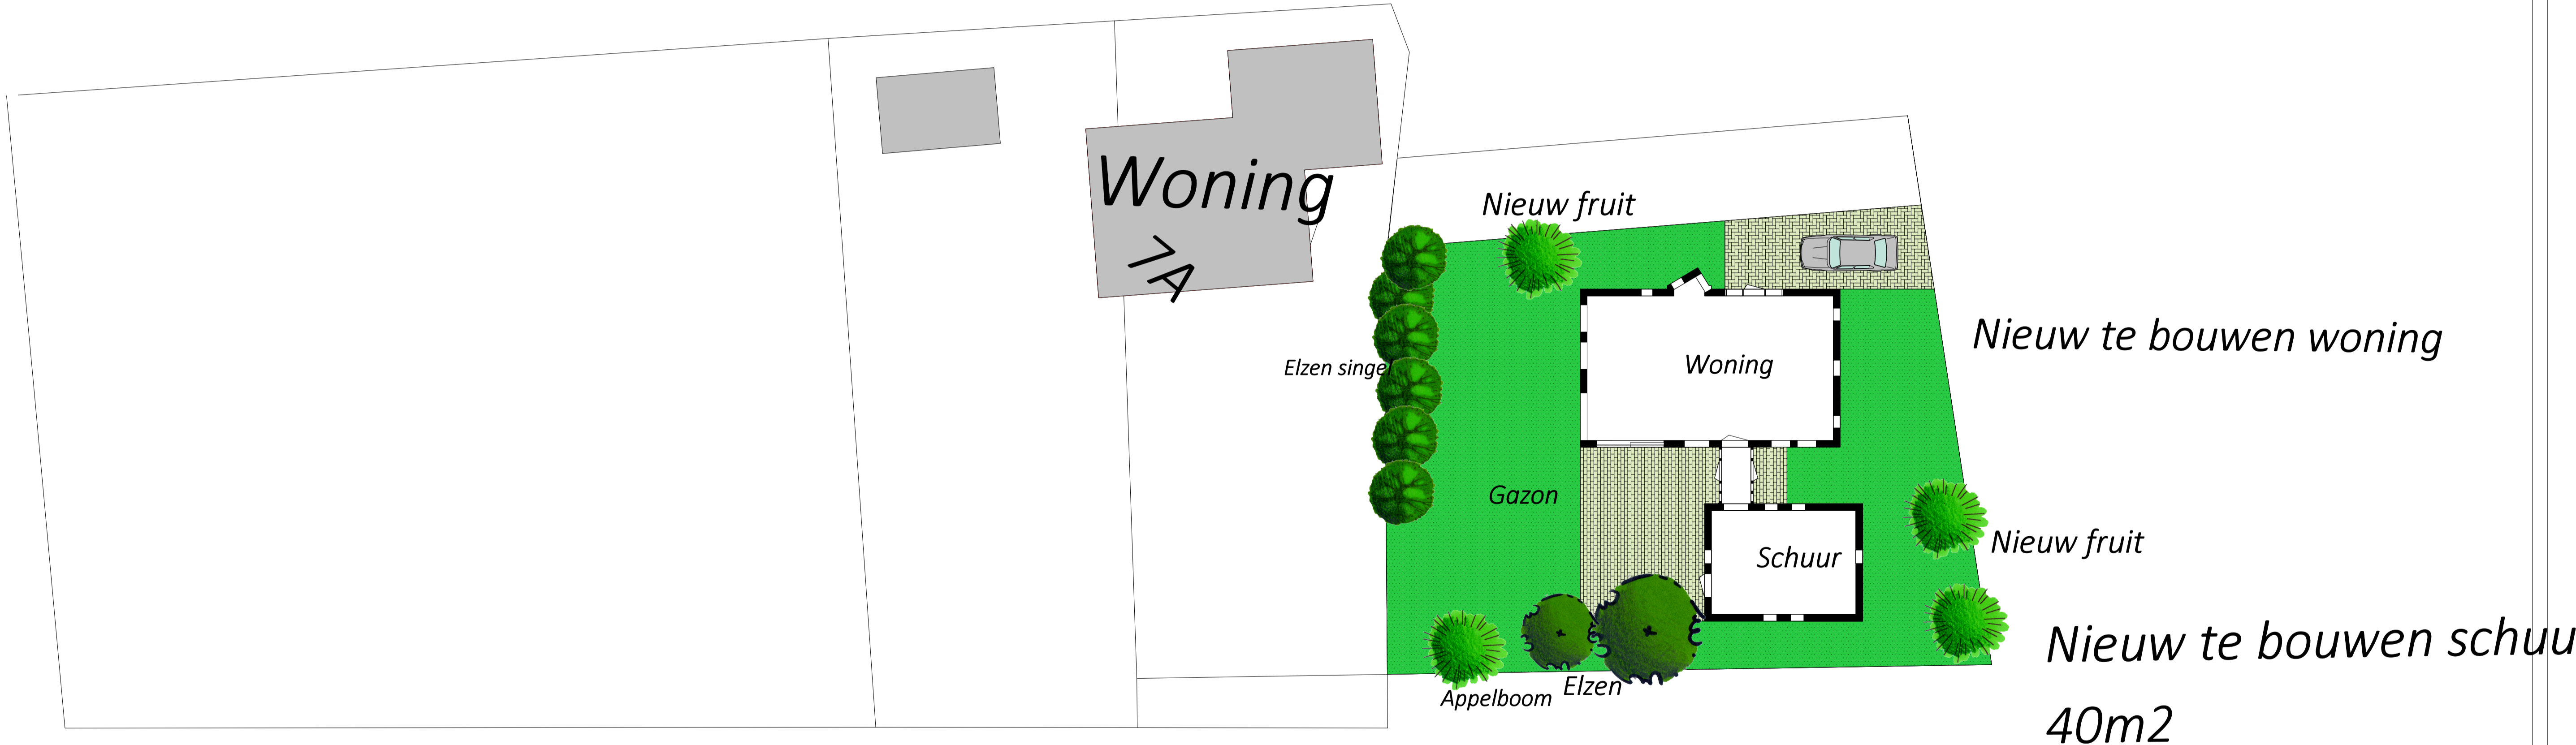 Woning
7A
Nieuw fruit
Elzen singel
Woning
Nieuw te bouwen woning
Gazon
Schuur
Nieuw fruit
Appelboom
Elzen
Nieuw te bouwen schuu
40m2